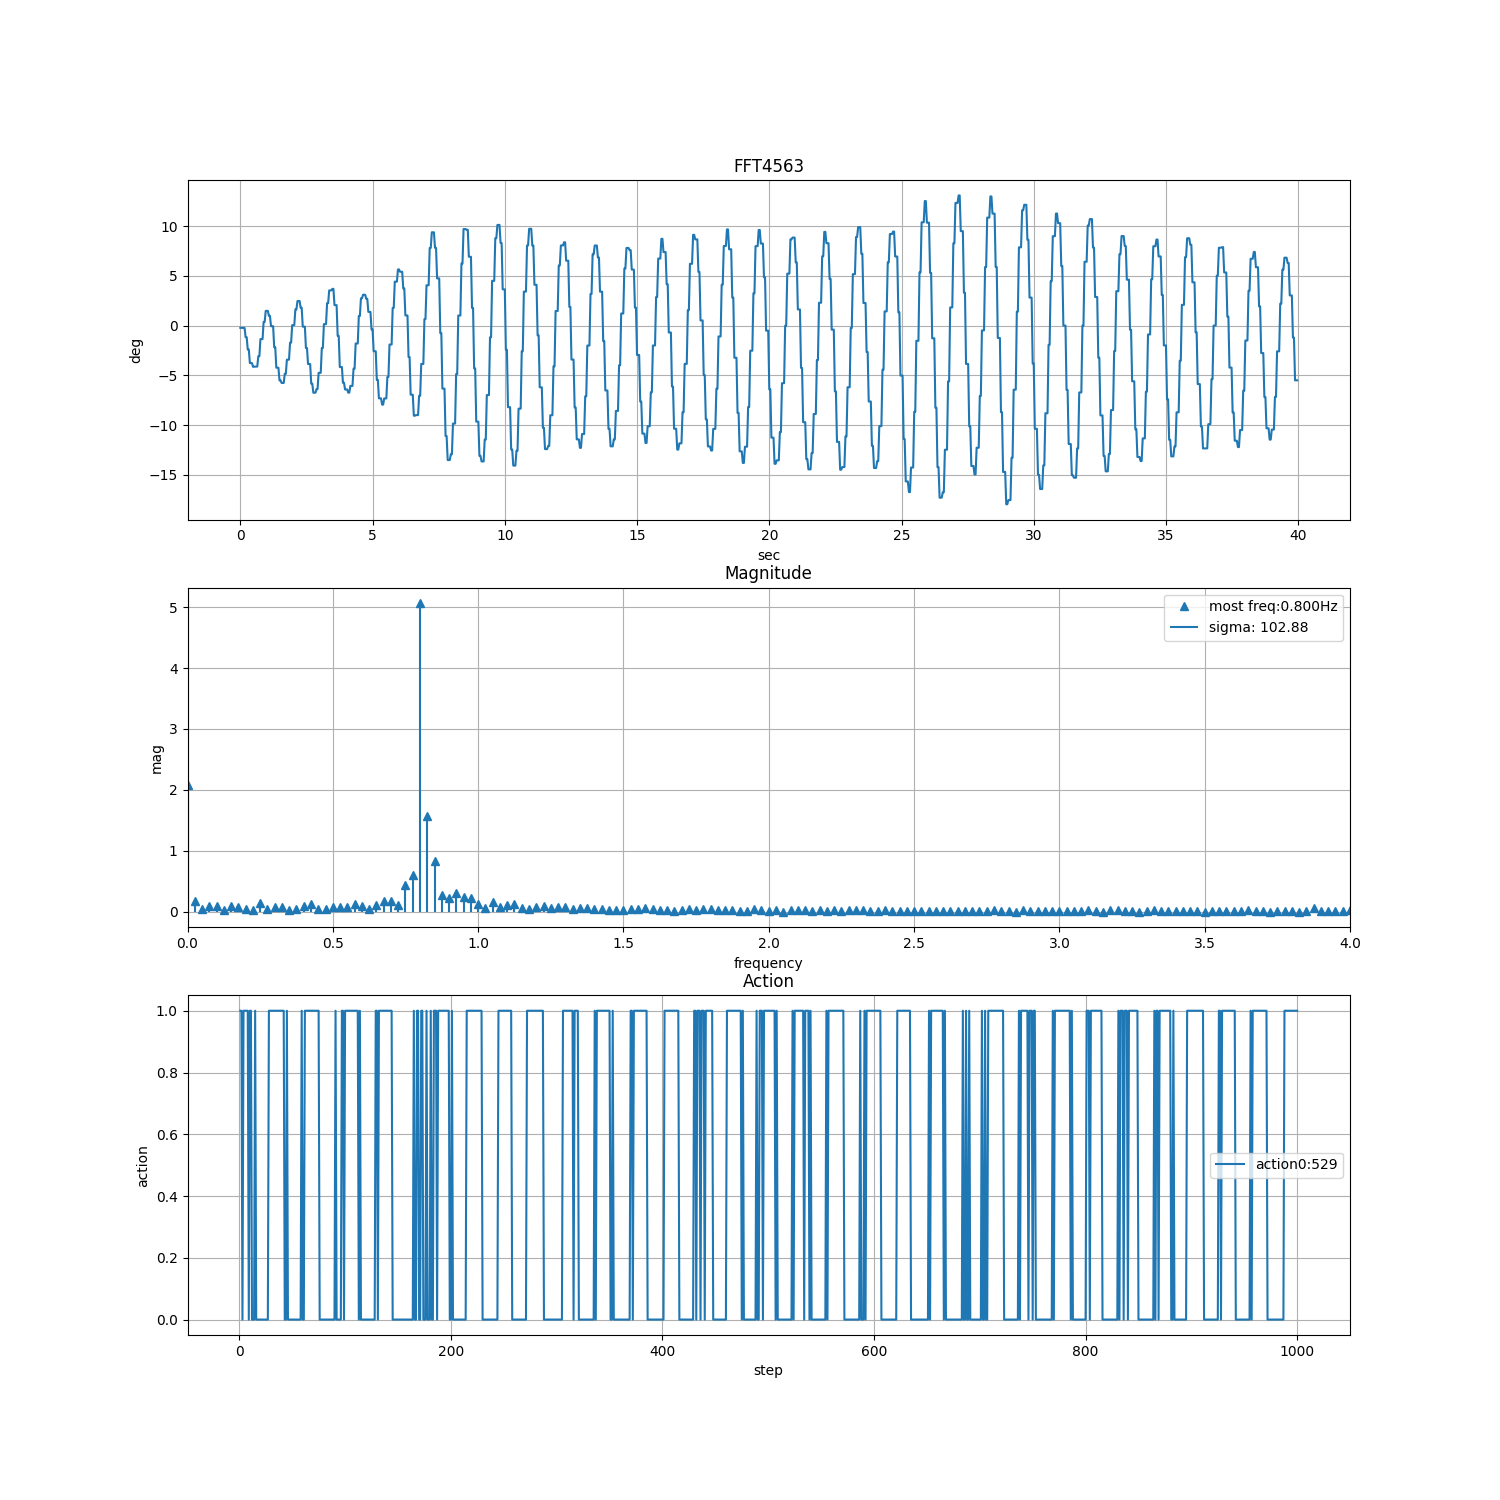 FFT4563
10
5
0
−5
−10
−15
deg
0 5 10 15 20 25 30 35 40
sec
Magnitude
most freq:0.800Hz
sigma: 102.88
5
4
3
2
1
0
mag
0.0 0.5 1.0 1.5 2.0 2.5 3.0 3.5 4.0
frequency
Action
1.0
0.8
0.6
0.4
0.2
0.0
action
action0:529
0 200 400 600 800 1000
step